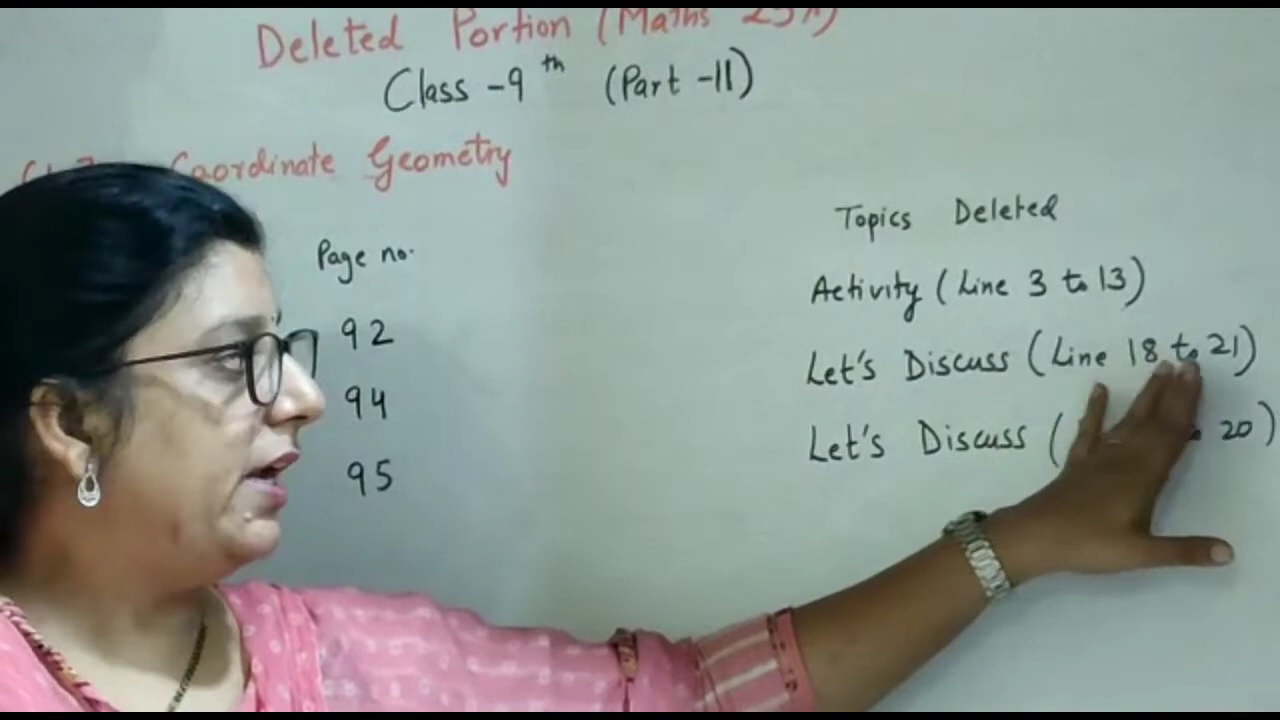 Deleted Portion (Maths
Class -9th (Part -11)
Coordinate Geometry
Page no. Topics Deleted
92 Activity (Line 3 to 13)
94 Let's Discuss (Line 18 to 21)
95 Let's Discuss ( 20)